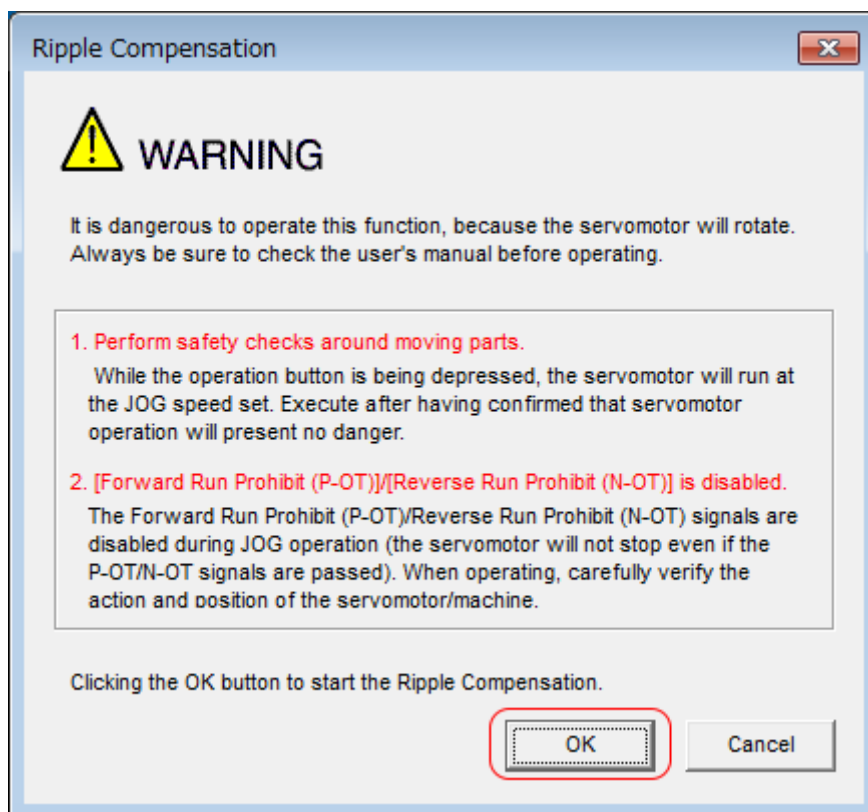 Ripple Compensation
WARNING
It is dangerous to operate this function, because the servomotor will rotate.
Always be sure to check the user's manual before operating.
1. Perform safety checks around moving parts.
While the operation button is being depressed, the servomotor will run at
the JOG speed set. Execute after having confirmed that servomotor
operation will present no danger.
2. [Forward Run Prohibit (P-OT)]/[Reverse Run Prohibit (N-OT)] is disabled.
The Forward Run Prohibit (P-OT)/Reverse Run Prohibit (N-OT) signals are
disabled during JOG operation (the servomotor will not stop even if the
P-OT/N-OT signals are passed). When operating, carefully verify the
action and position of the servomotor/machine.
Clicking the OK button to start the Ripple Compensation.
OK Cancel